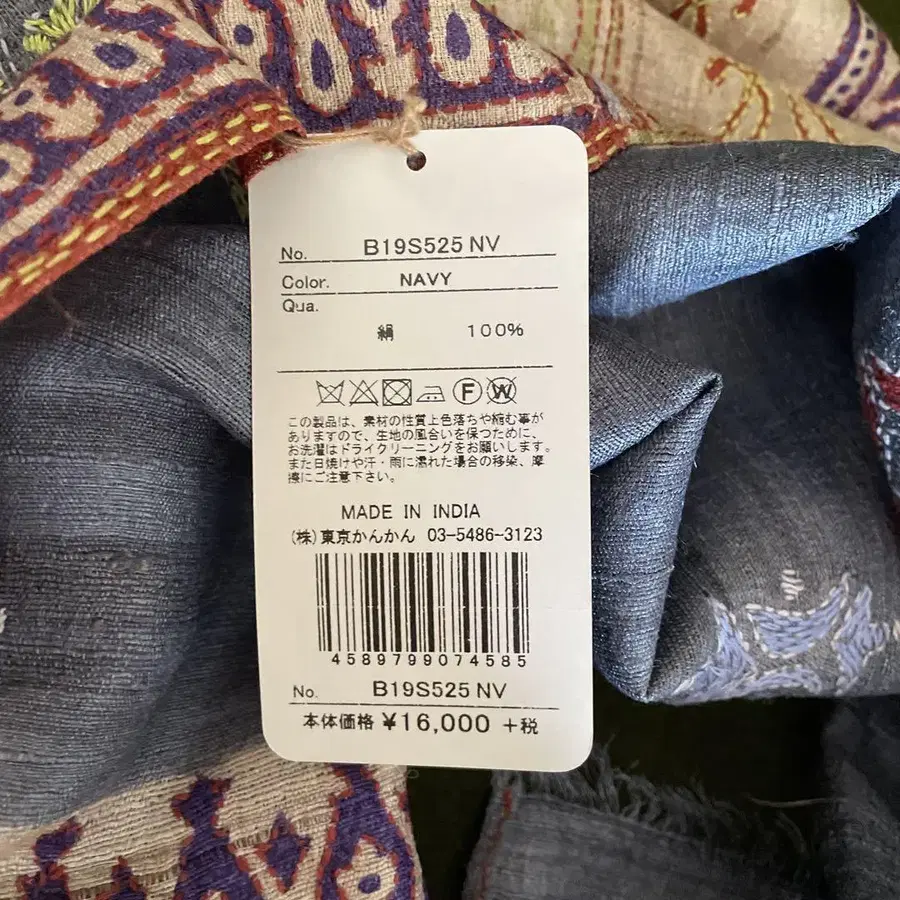 No. B19S525 NV
Color. NAVY
Qua.
絹 100%
F W
この製品は、素材の性質上色落ちや縮む事が
ありますので、生地の風合いを保つために、
お洗濯はドライクリーニングをお願いします。
また日焼けや汗・雨に濡れた場合の移染、摩
擦にご注意下さい。
MADE IN INDIA
(株)東京かんかん 03-5486-3123
4589799074585
No. B19S525 NV
本体価格 ¥16,000 +税